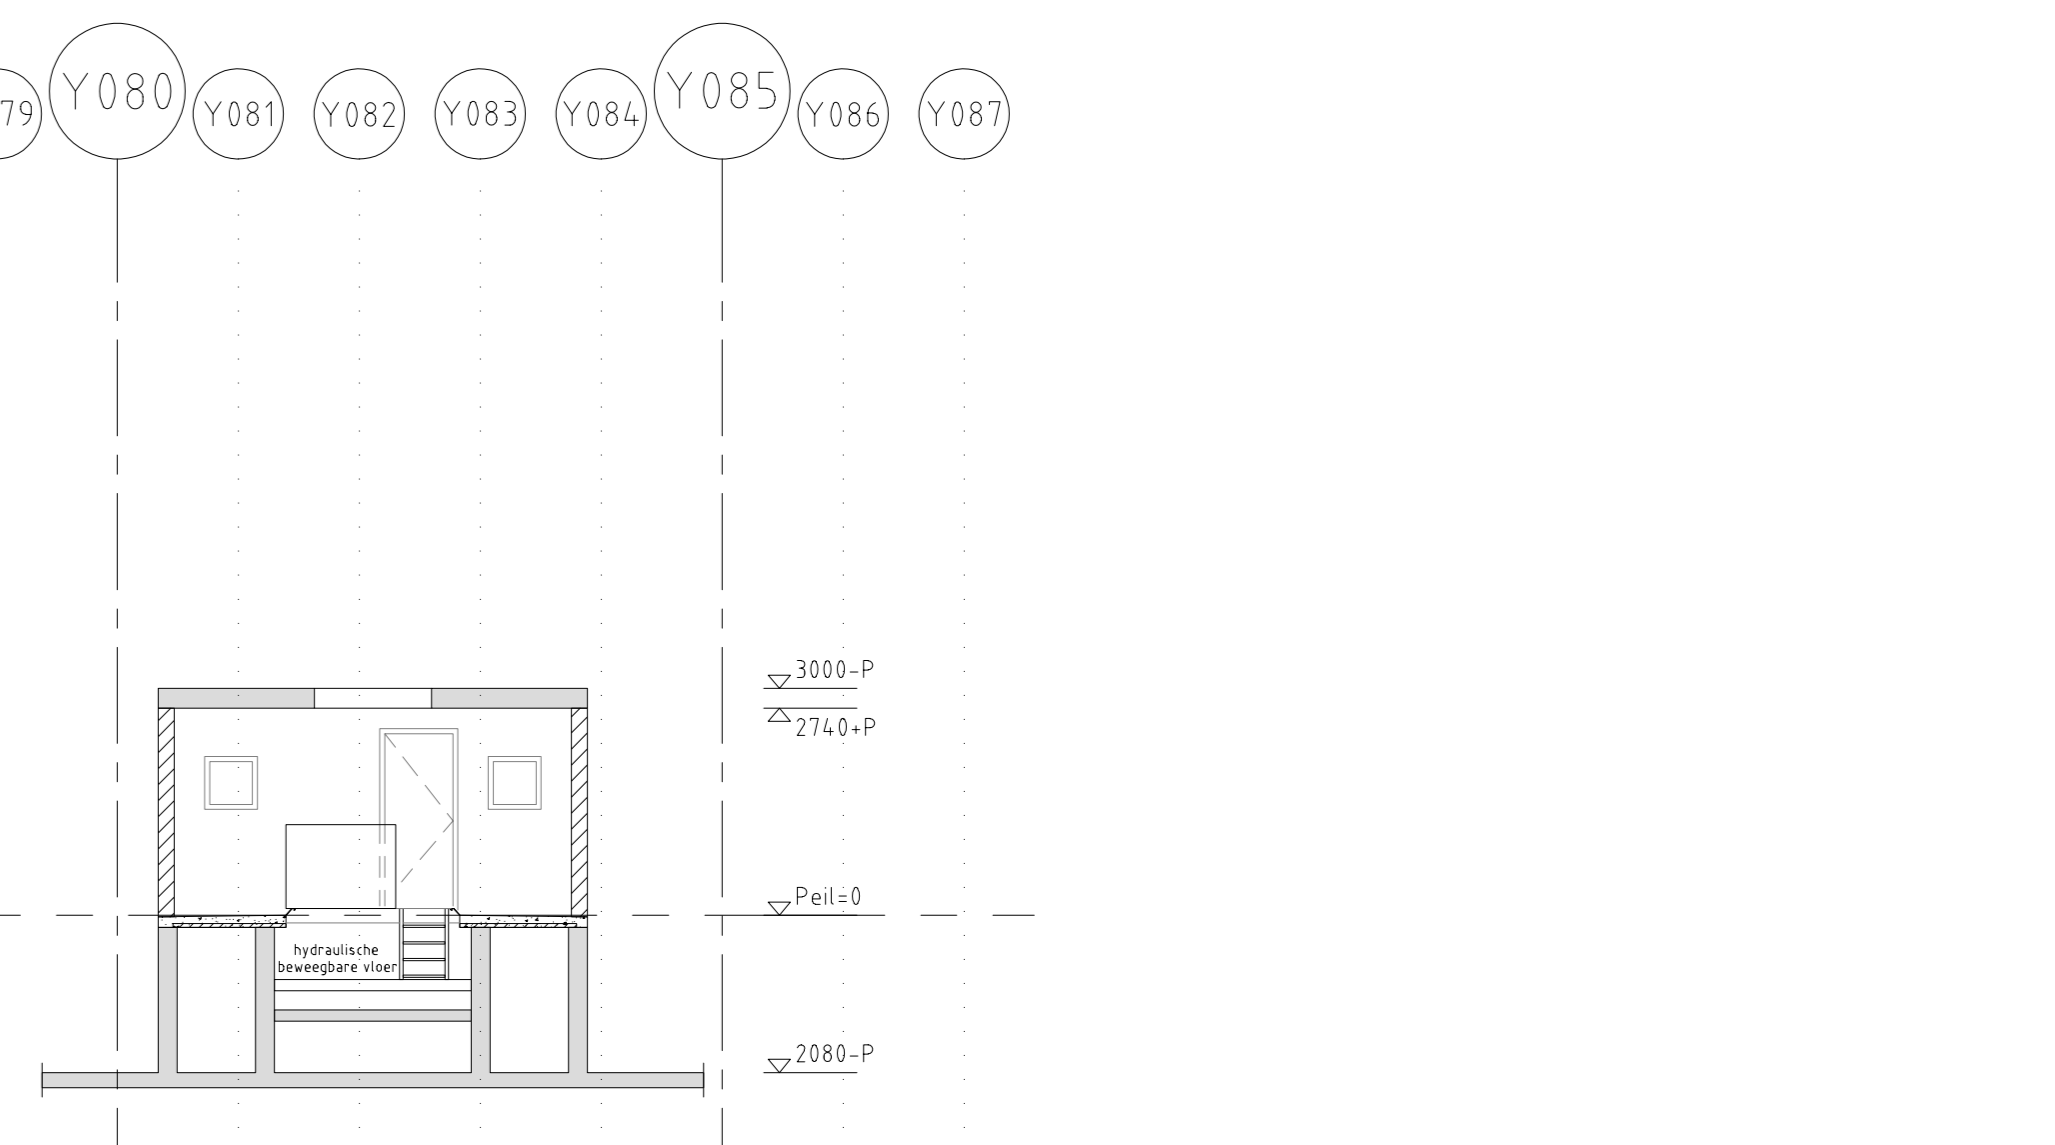 79
Y080
Y081
Y082
Y083
Y084
Y085
Y086
Y087
3000-P
2740+P
Peil=0
hydraulische
beweegbare vloer
2080-P